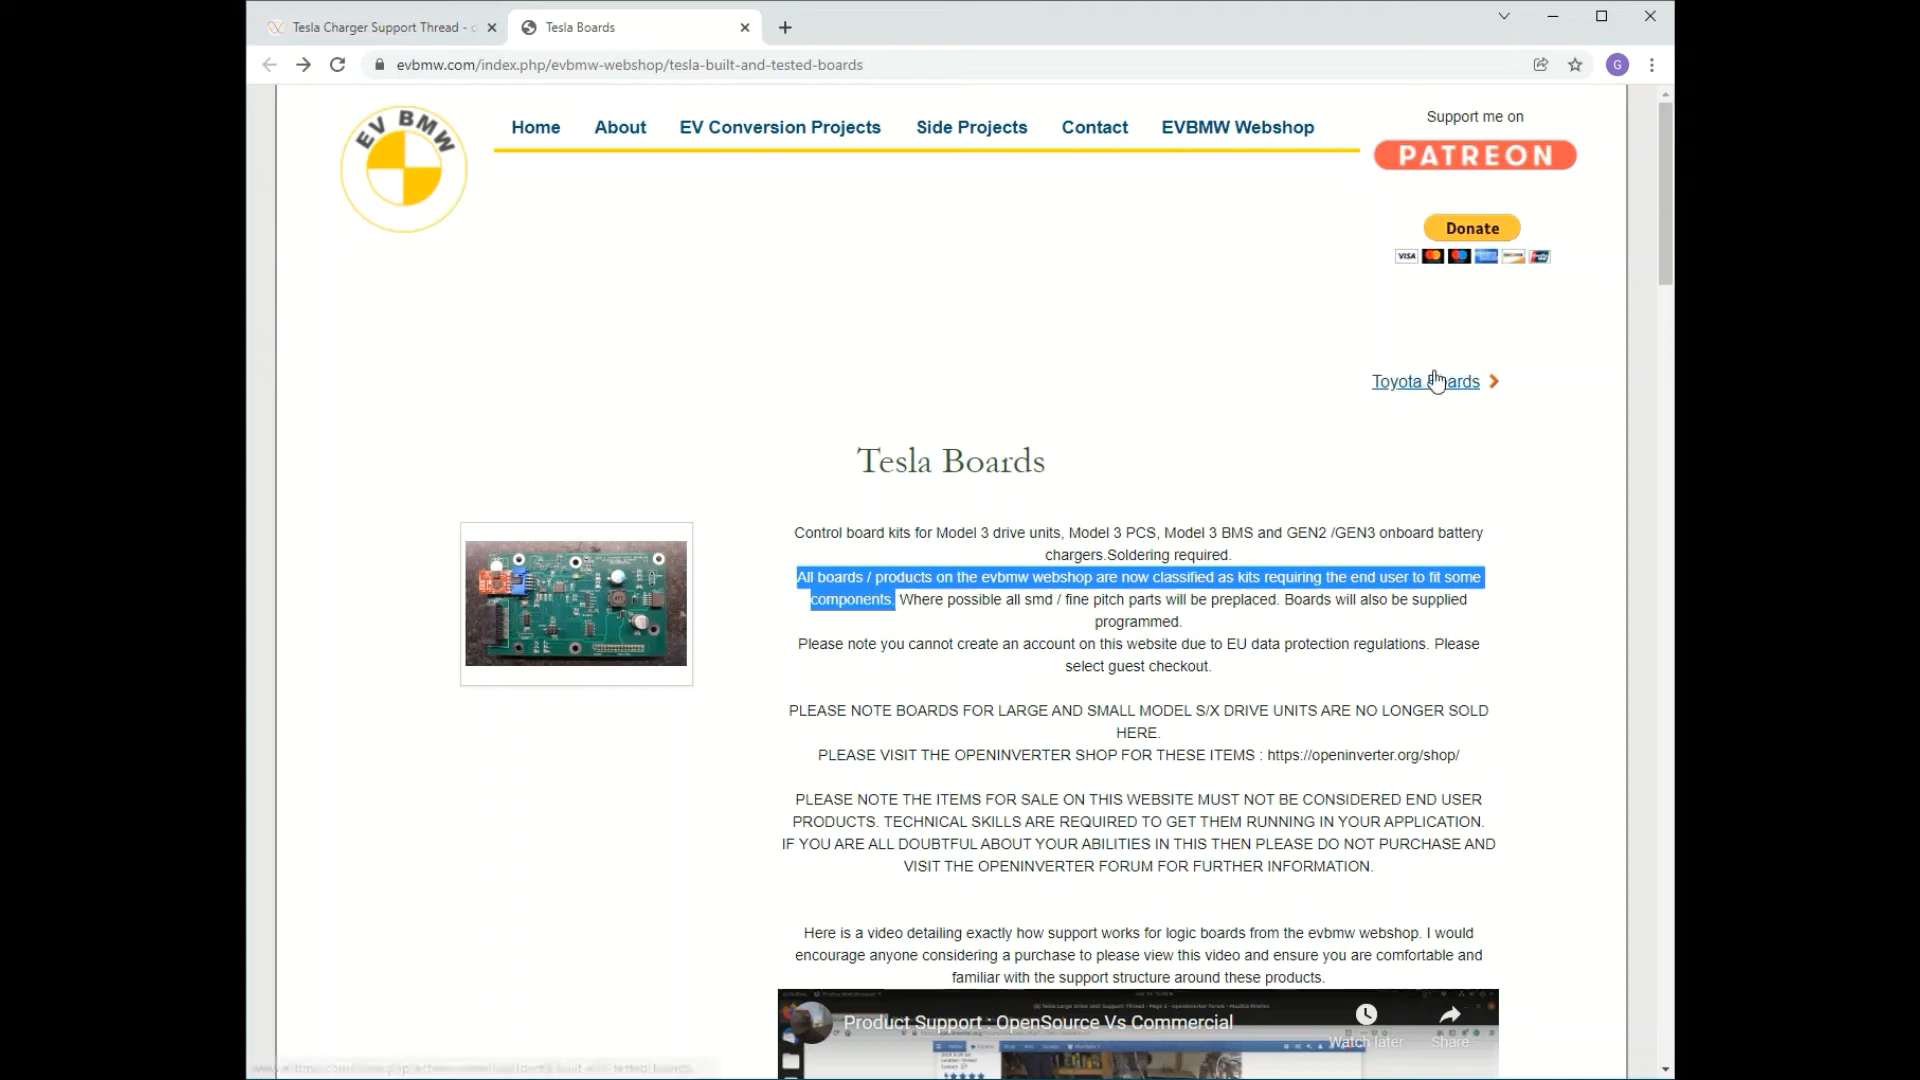 Tesla Charger Support Thread -
Tesla Boards
evbmw.com/index.php/evbmw-webshop/tesla-built-and-tested-boards
G
EV BMW
Home About EV Conversion Projects Side Projects Contact EVBMW Webshop
Support me on
PATREON
Donate
VISA
DISCOVER
Toyota Boards
Tesla Boards
Control board kits for Model 3 drive units, Model 3 PCS, Model 3 BMS and GEN2 /GEN3 onboard battery
chargers.Soldering required.
All boards / products on the evbmw webshop are now classified as kits requiring the end user to fit some
components. Where possible all smd / fine pitch parts will be preplaced. Boards will also be supplied
programmed.
Please note you cannot create an account on this website due to EU data protection regulations. Please
select guest checkout.
PLEASE NOTE BOARDS FOR LARGE AND SMALL MODEL S/X DRIVE UNITS ARE NO LONGER SOLD
HERE.
PLEASE VISIT THE OPENINVERTER SHOP FOR THESE ITEMS : https://openinverter.org/shop/
PLEASE NOTE THE ITEMS FOR SALE ON THIS WEBSITE MUST NOT BE CONSIDERED END USER
PRODUCTS. TECHNICAL SKILLS ARE REQUIRED TO GET THEM RUNNING IN YOUR APPLICATION.
IF YOU ARE ALL DOUBTFUL ABOUT YOUR ABILITIES IN THIS THEN PLEASE DO NOT PURCHASE AND
VISIT THE OPENINVERTER FORUM FOR FURTHER INFORMATION.
Here is a video detailing exactly how support works for logic boards from the evbmw webshop. I would
encourage anyone considering a purchase to please view this video and ensure you are comfortable and
familiar with the support structure around these products.
Product Support : OpenSource Vs Commercial
Watch later
Share